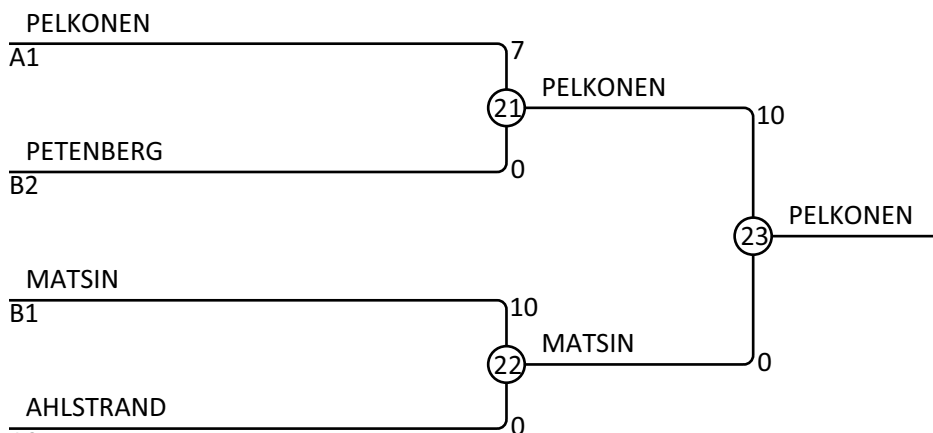 PELKONEN
A1
7
21
PELKONEN
10
PETENBERG
B2
0
23
PELKONEN
MATSIN
B1
10
22
MATSIN
0
AHLSTRAND
0